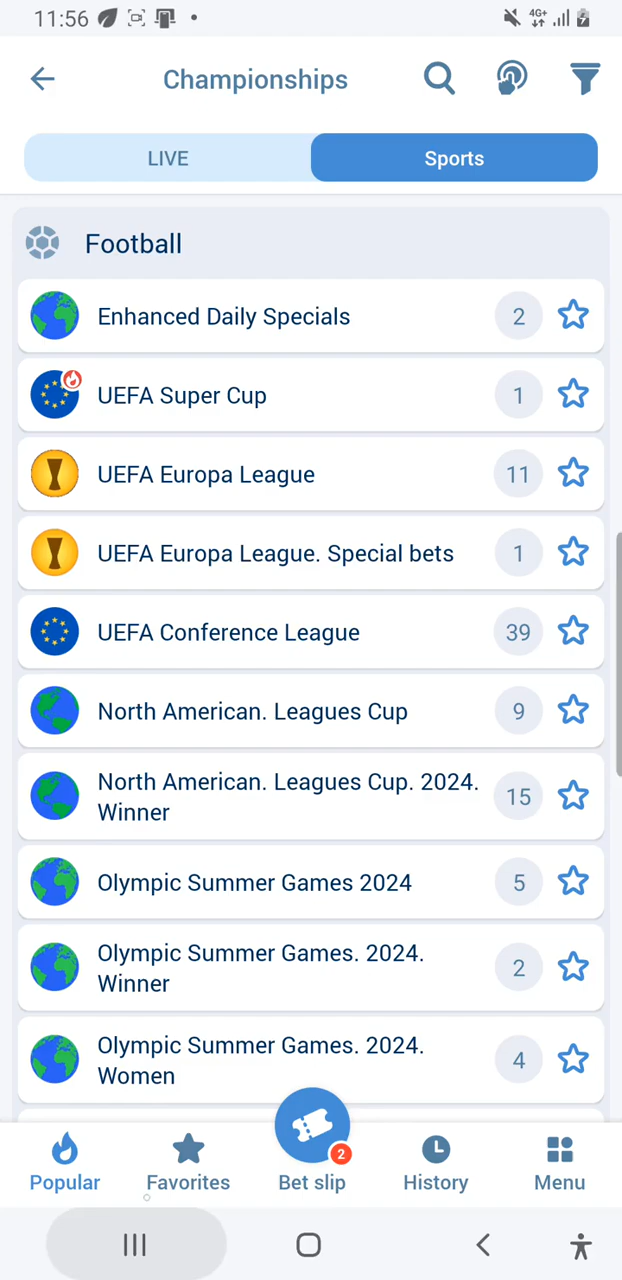 11:56
4G+
Championships
LIVE
Sports
Football
Enhanced Daily Specials
2
UEFA Super Cup
1
UEFA Europa League
11
UEFA Europa League. Special bets
1
UEFA Conference League
39
North American. Leagues Cup
9
North American. Leagues Cup. 2024.
Winner
15
Olympic Summer Games 2024
5
Olympic Summer Games. 2024.
Winner
2
Olympic Summer Games. 2024.
Women
4
2
Popular
Favorites
Bet slip
History
Menu